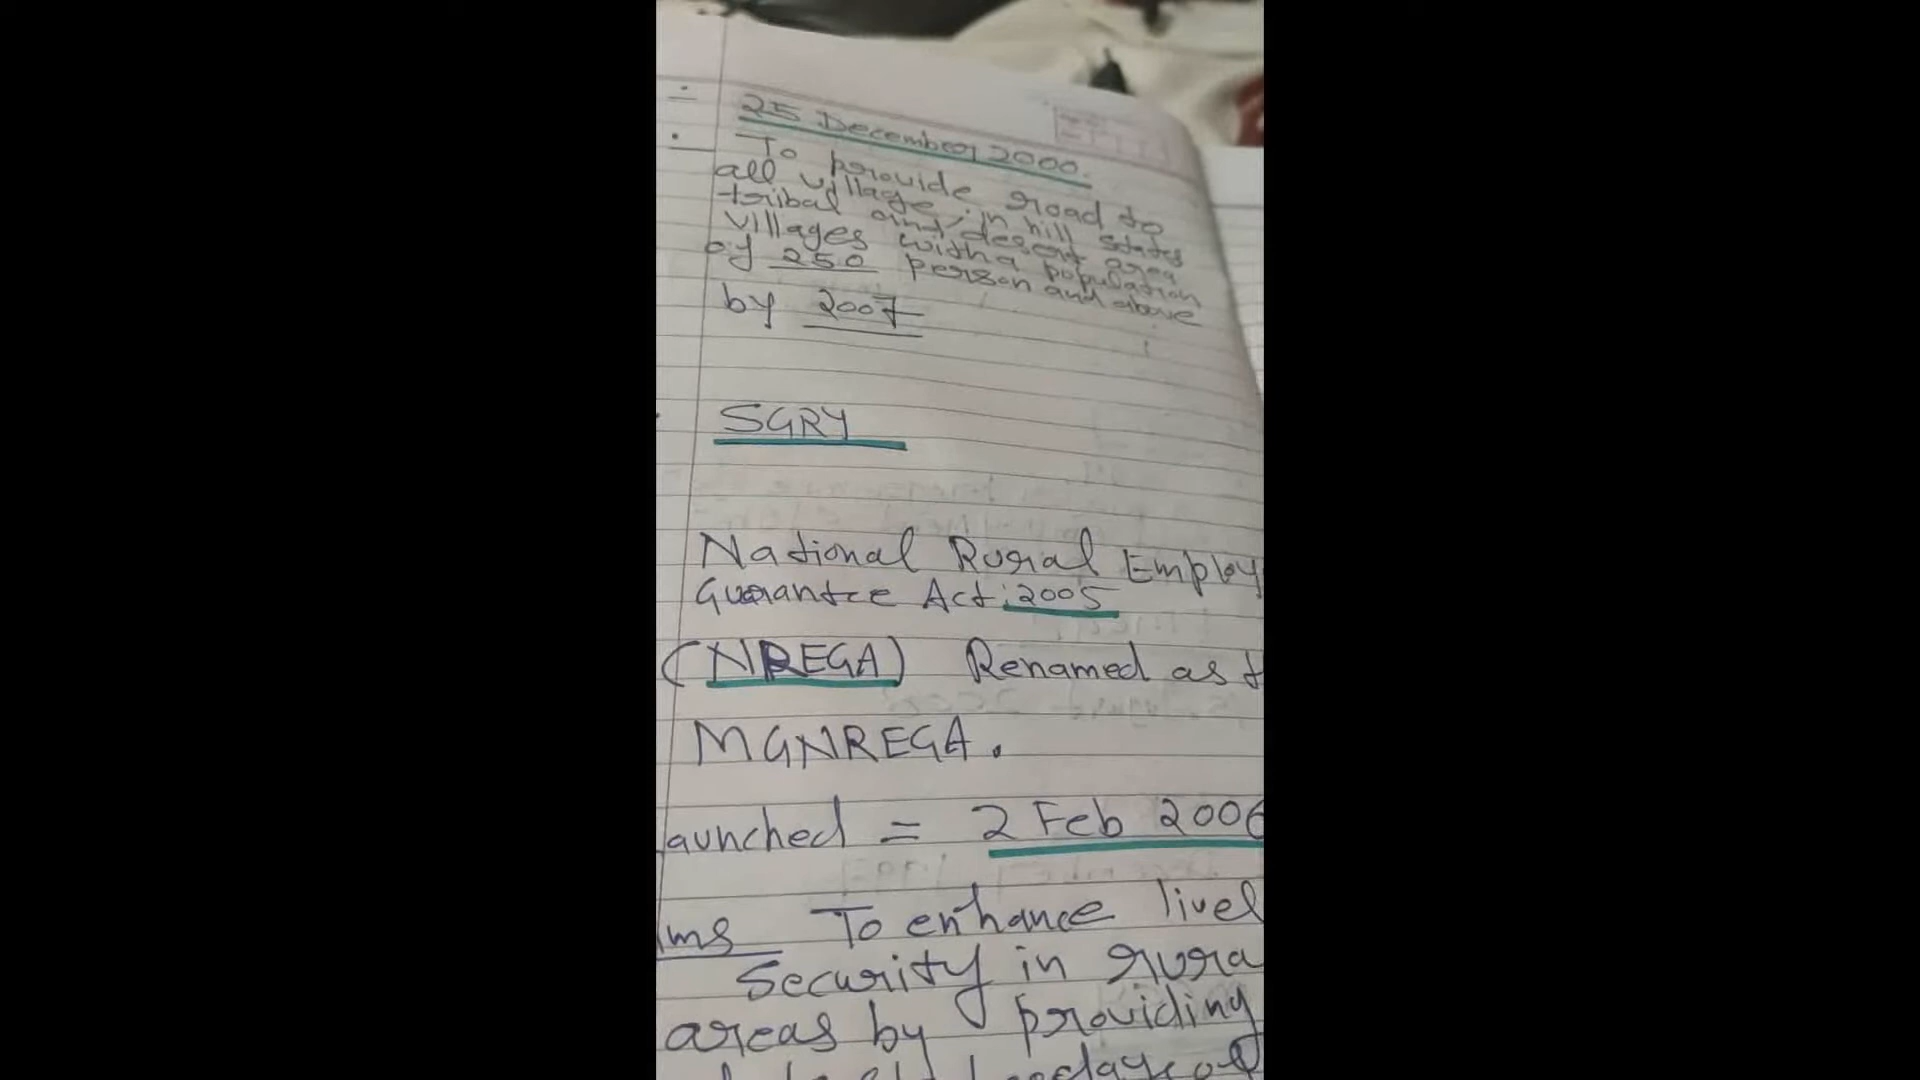 25 December 2000.
To provide road to
all village in hill states
tribal and desert area
villages with a population
of 250 person and above
by 2007
SGRY
National Rural Employ
Guarantee Act: 2005
(NREGA) Renamed as t
MGNREGA.
aunched = 2 Feb 2006
ims To enhance livel
Security in rura
areas by providing